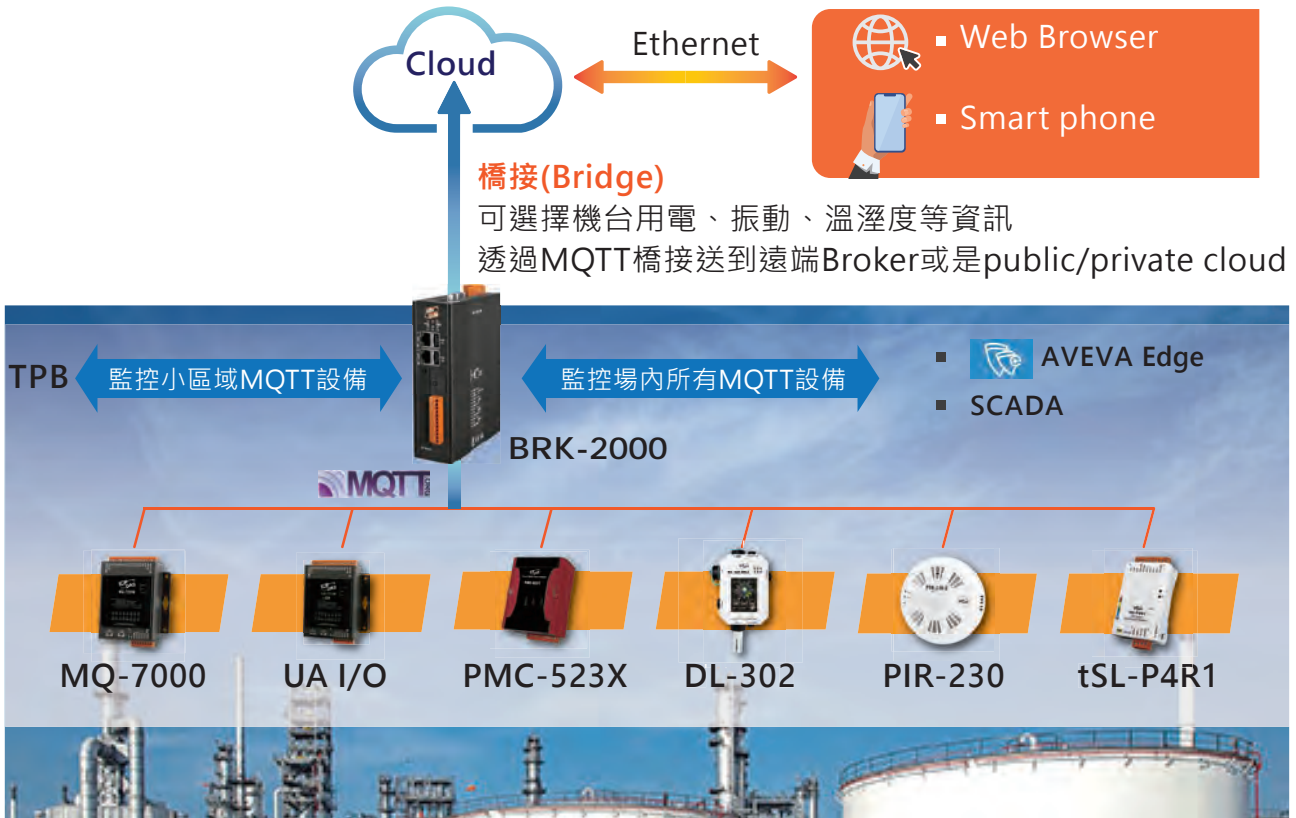 Cloud
Ethernet
▪ Web Browser
▪ Smart phone
橋接(Bridge)
可選擇機台用電、振動、溫溼度等資訊
透過MQTT橋接送到遠端Broker或是public/private cloud
TPB
監控小區域MQTT設備
監控場內所有MQTT設備
▪ AVEVA Edge
▪ SCADA
BRK-2000
MQTT
MQ-7000
UA I/O
PMC-523X
DL-302
PIR-230
tSL-P4R1